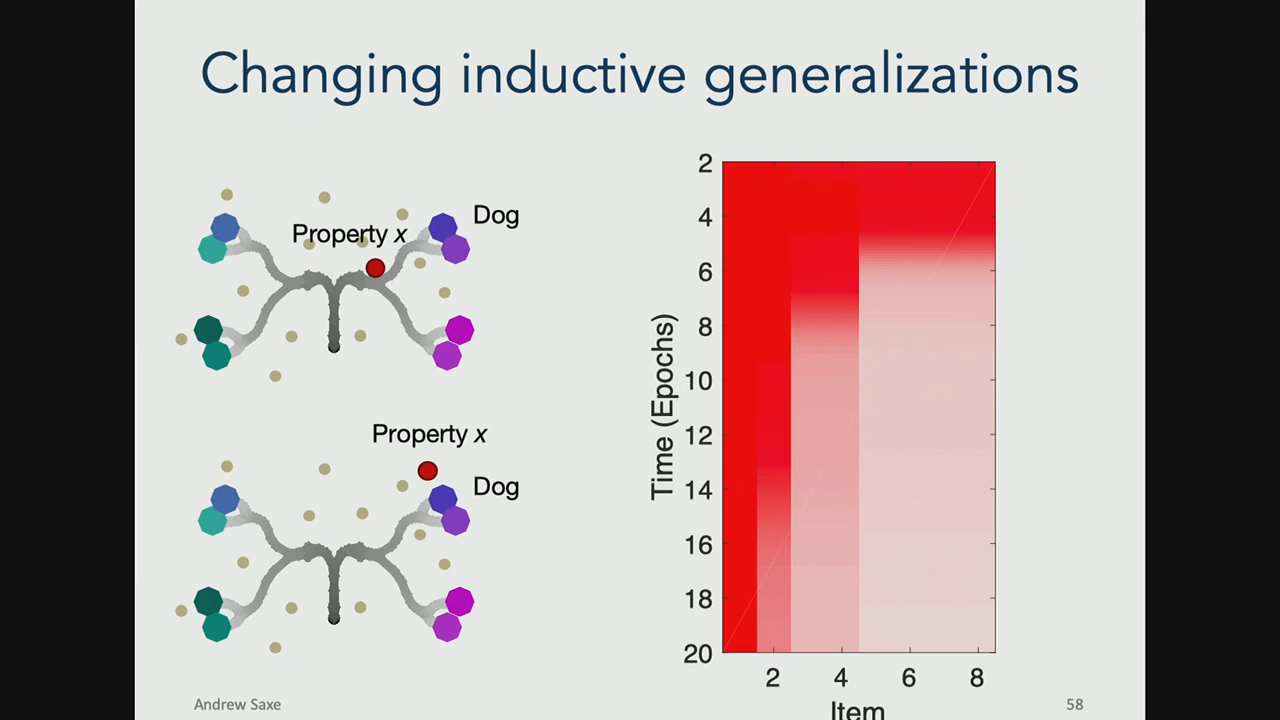 Changing inductive generalizations
Property x
Dog
Property x
Dog
2
4
6
8
10
12
14
16
18
20
Time (Epochs)
2 4 6 8
Item
Andrew Saxe
58